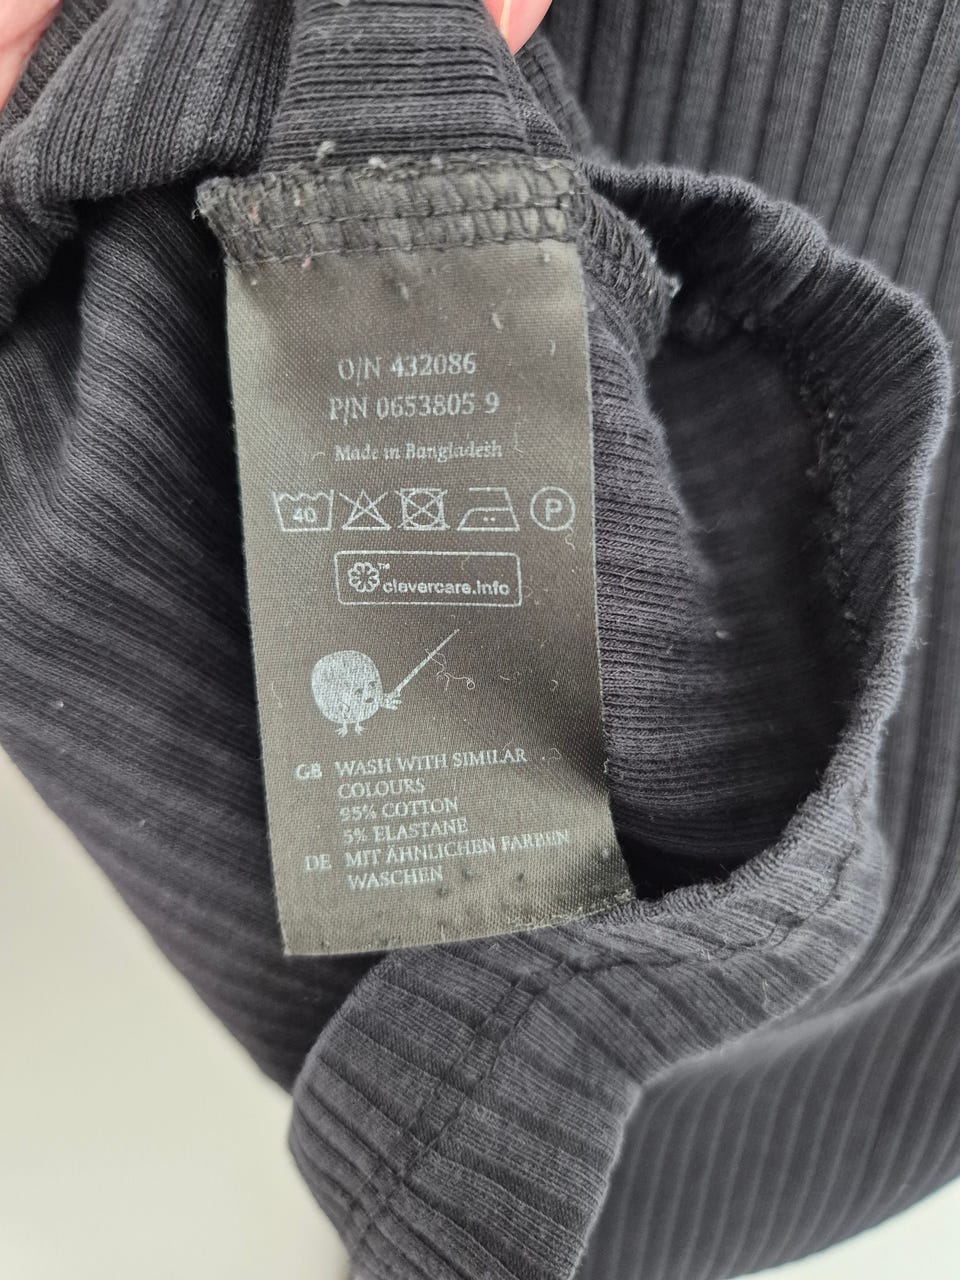 O/N 432086
P/N 0653805 9
Made in Bangladesh
40 P
™ clevercare.info
GB WASH WITH SIMILAR
COLOURS
95% COTTON
5% ELASTANE
DE MIT ÄHNLICHEN FARBEN
WASCHEN